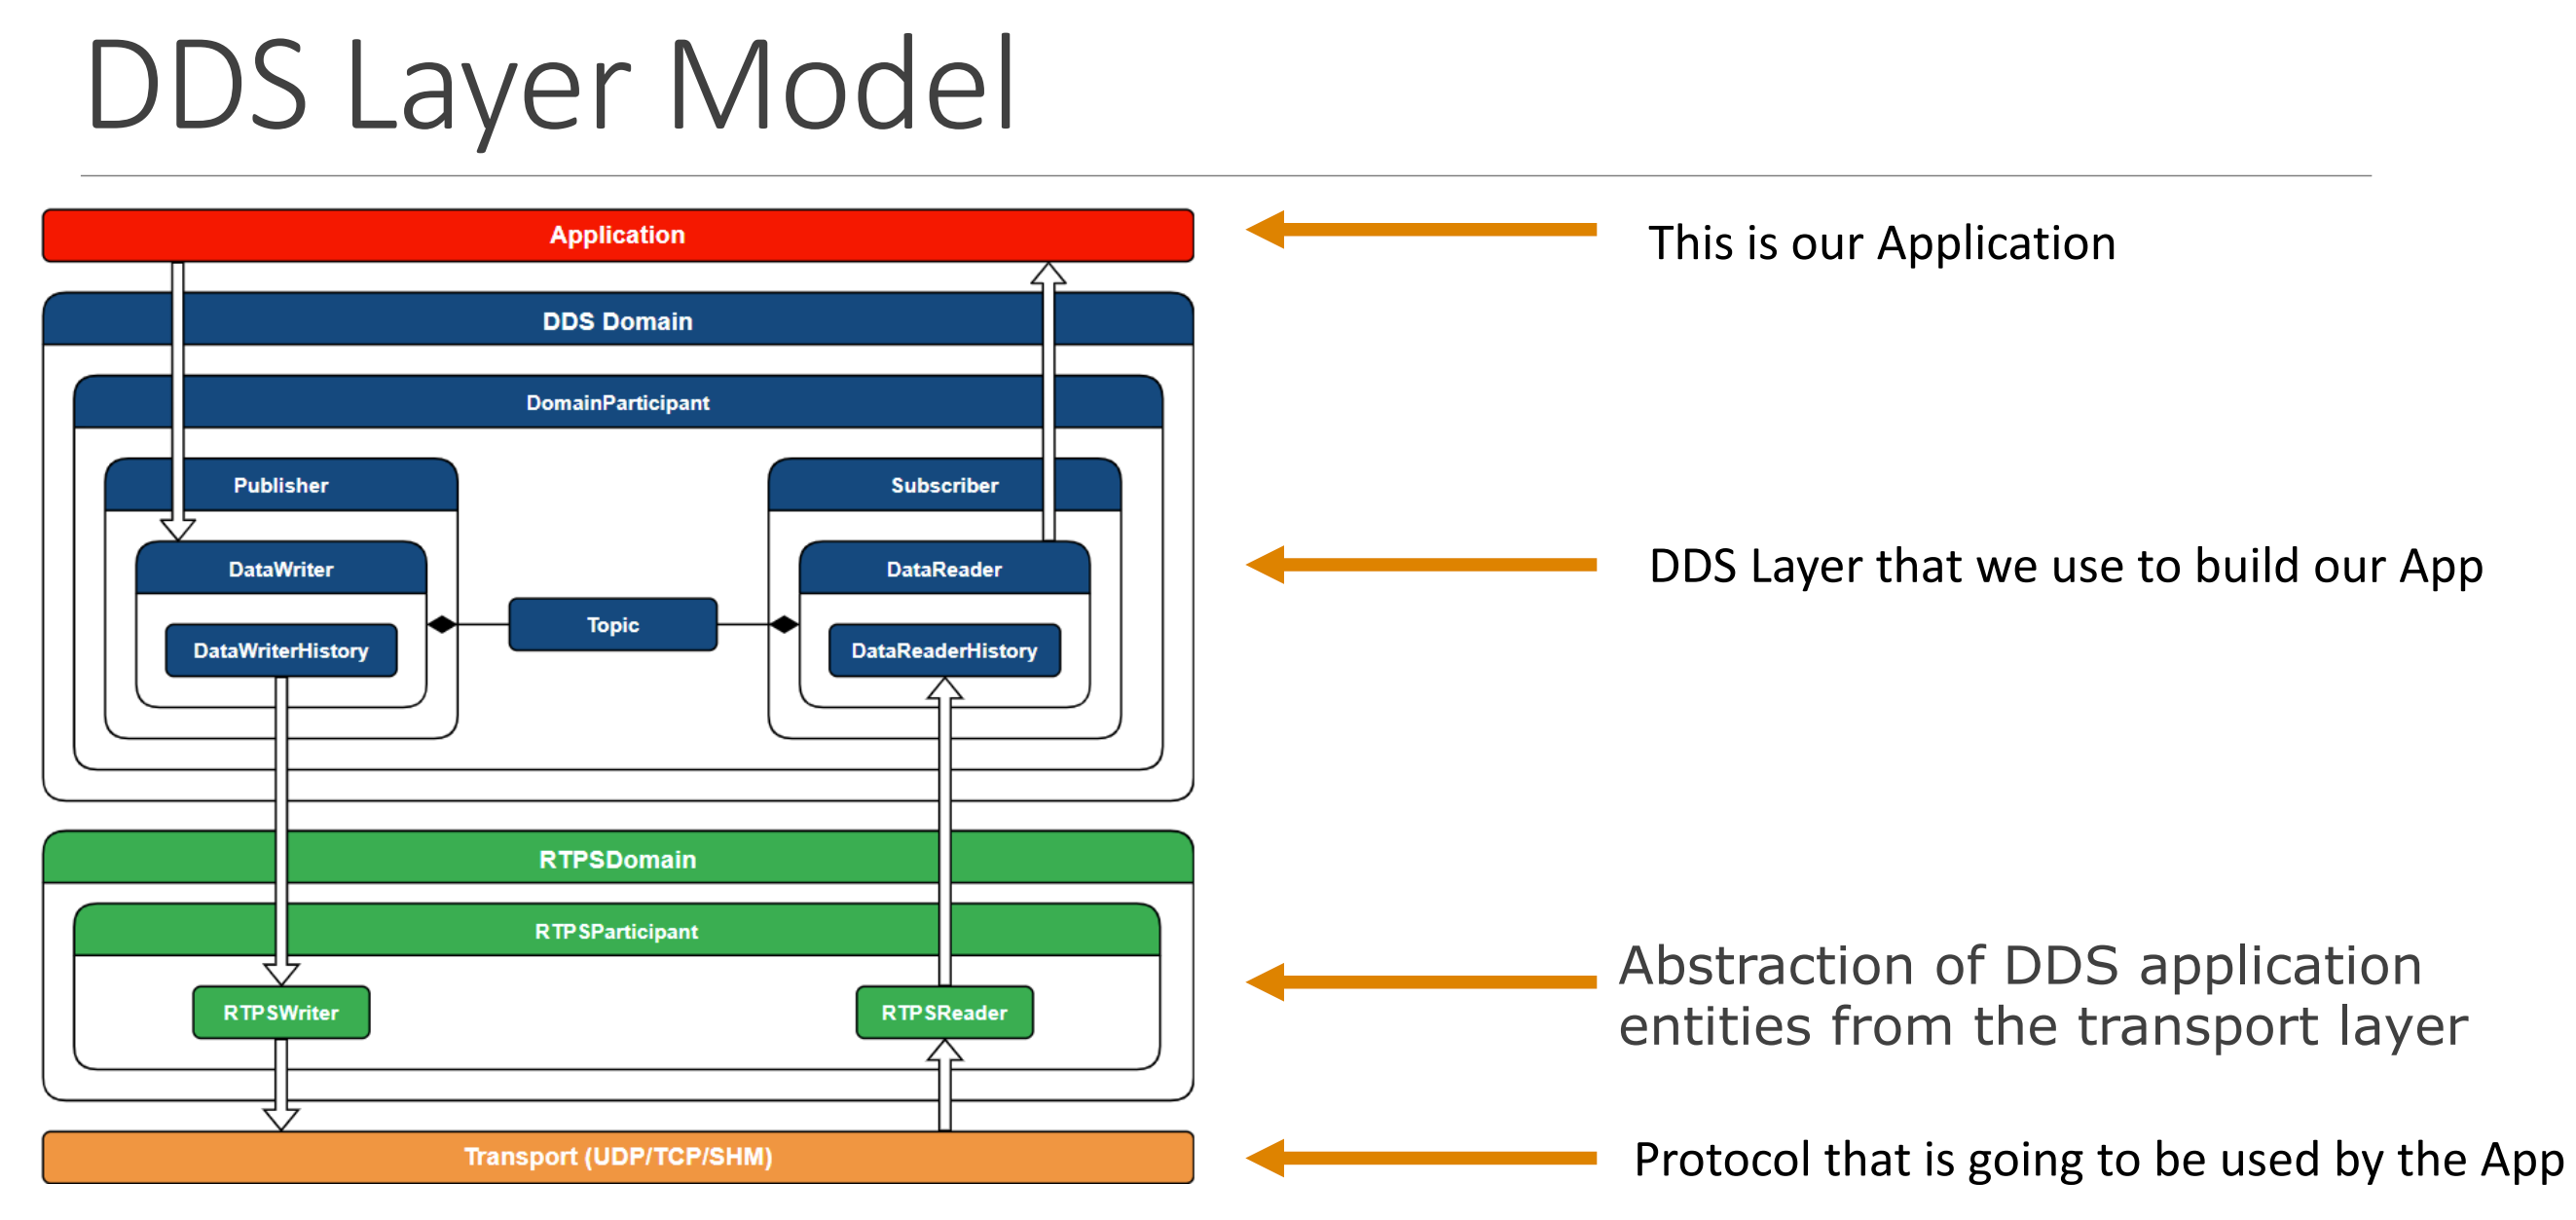 DDS Layer Model
Application
This is our Application
DDS Domain
DomainParticipant
Publisher
Subscriber
DataWriter
DataReader
DDS Layer that we use to build our App
Topic
DataWriterHistory
DataReaderHistory
RTPSDomain
RTPSParticipant
Abstraction of DDS application
entities from the transport layer
RTPSWriter
RTPSReader
Transport (UDP/TCP/SHM)
Protocol that is going to be used by the App